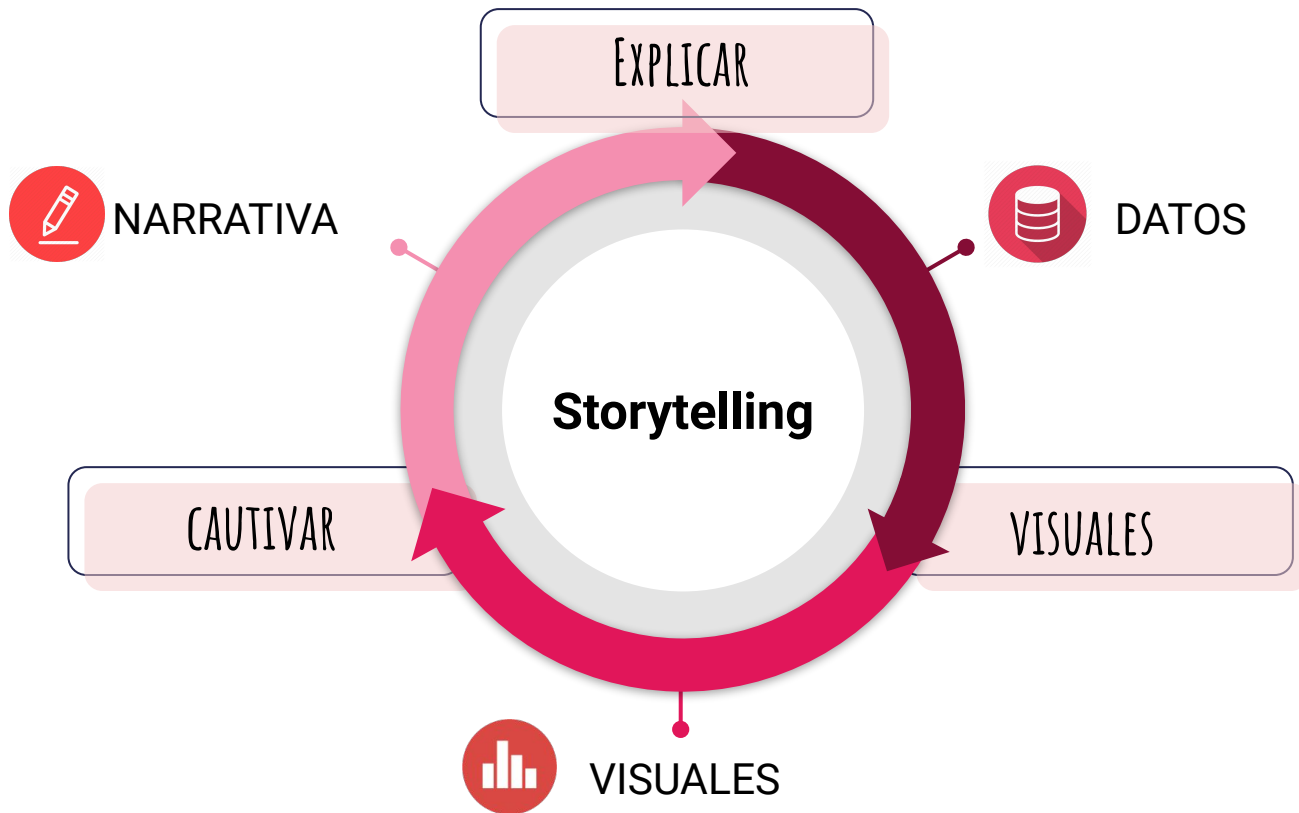 EXPLICAR
NARRATIVA
DATOS
Storytelling
CAUTIVAR
VISUALES
VISUALES